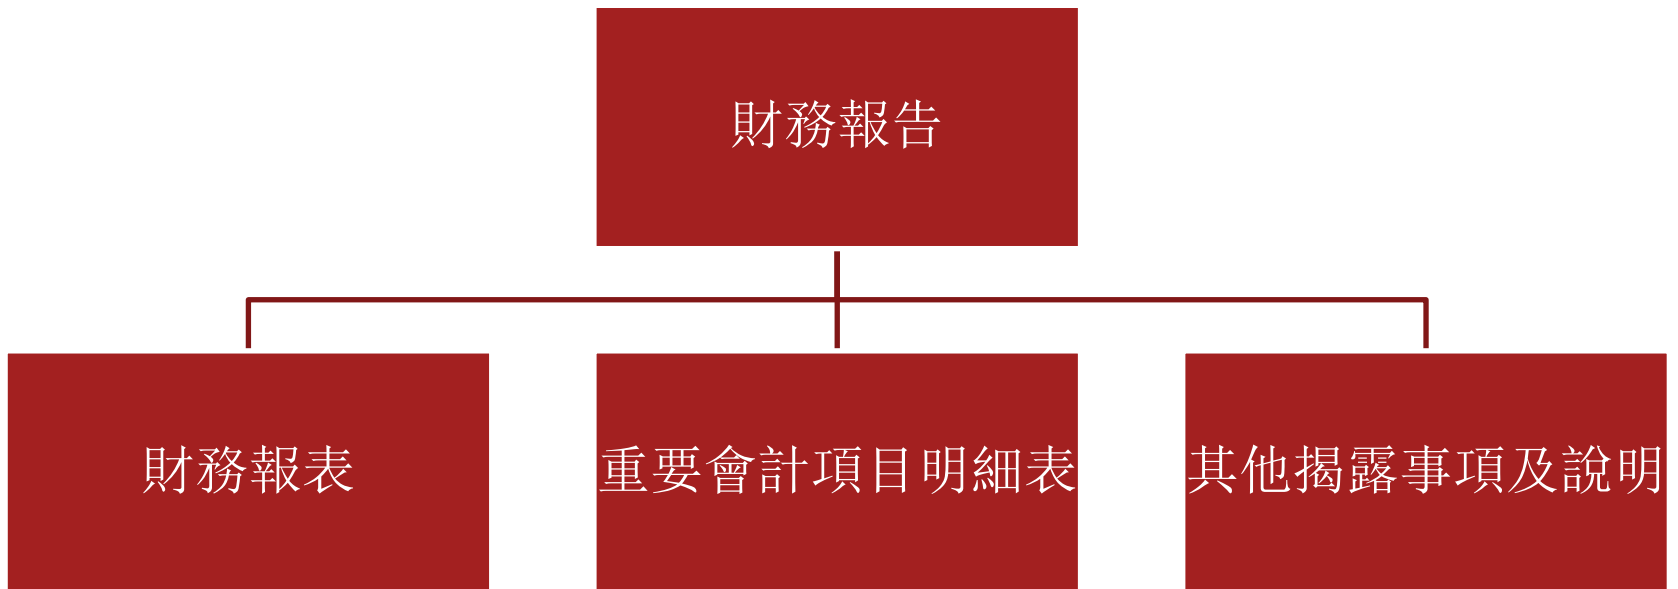 財務報告
財務報表
重要會計項目明細表
其他揭露事項及說明